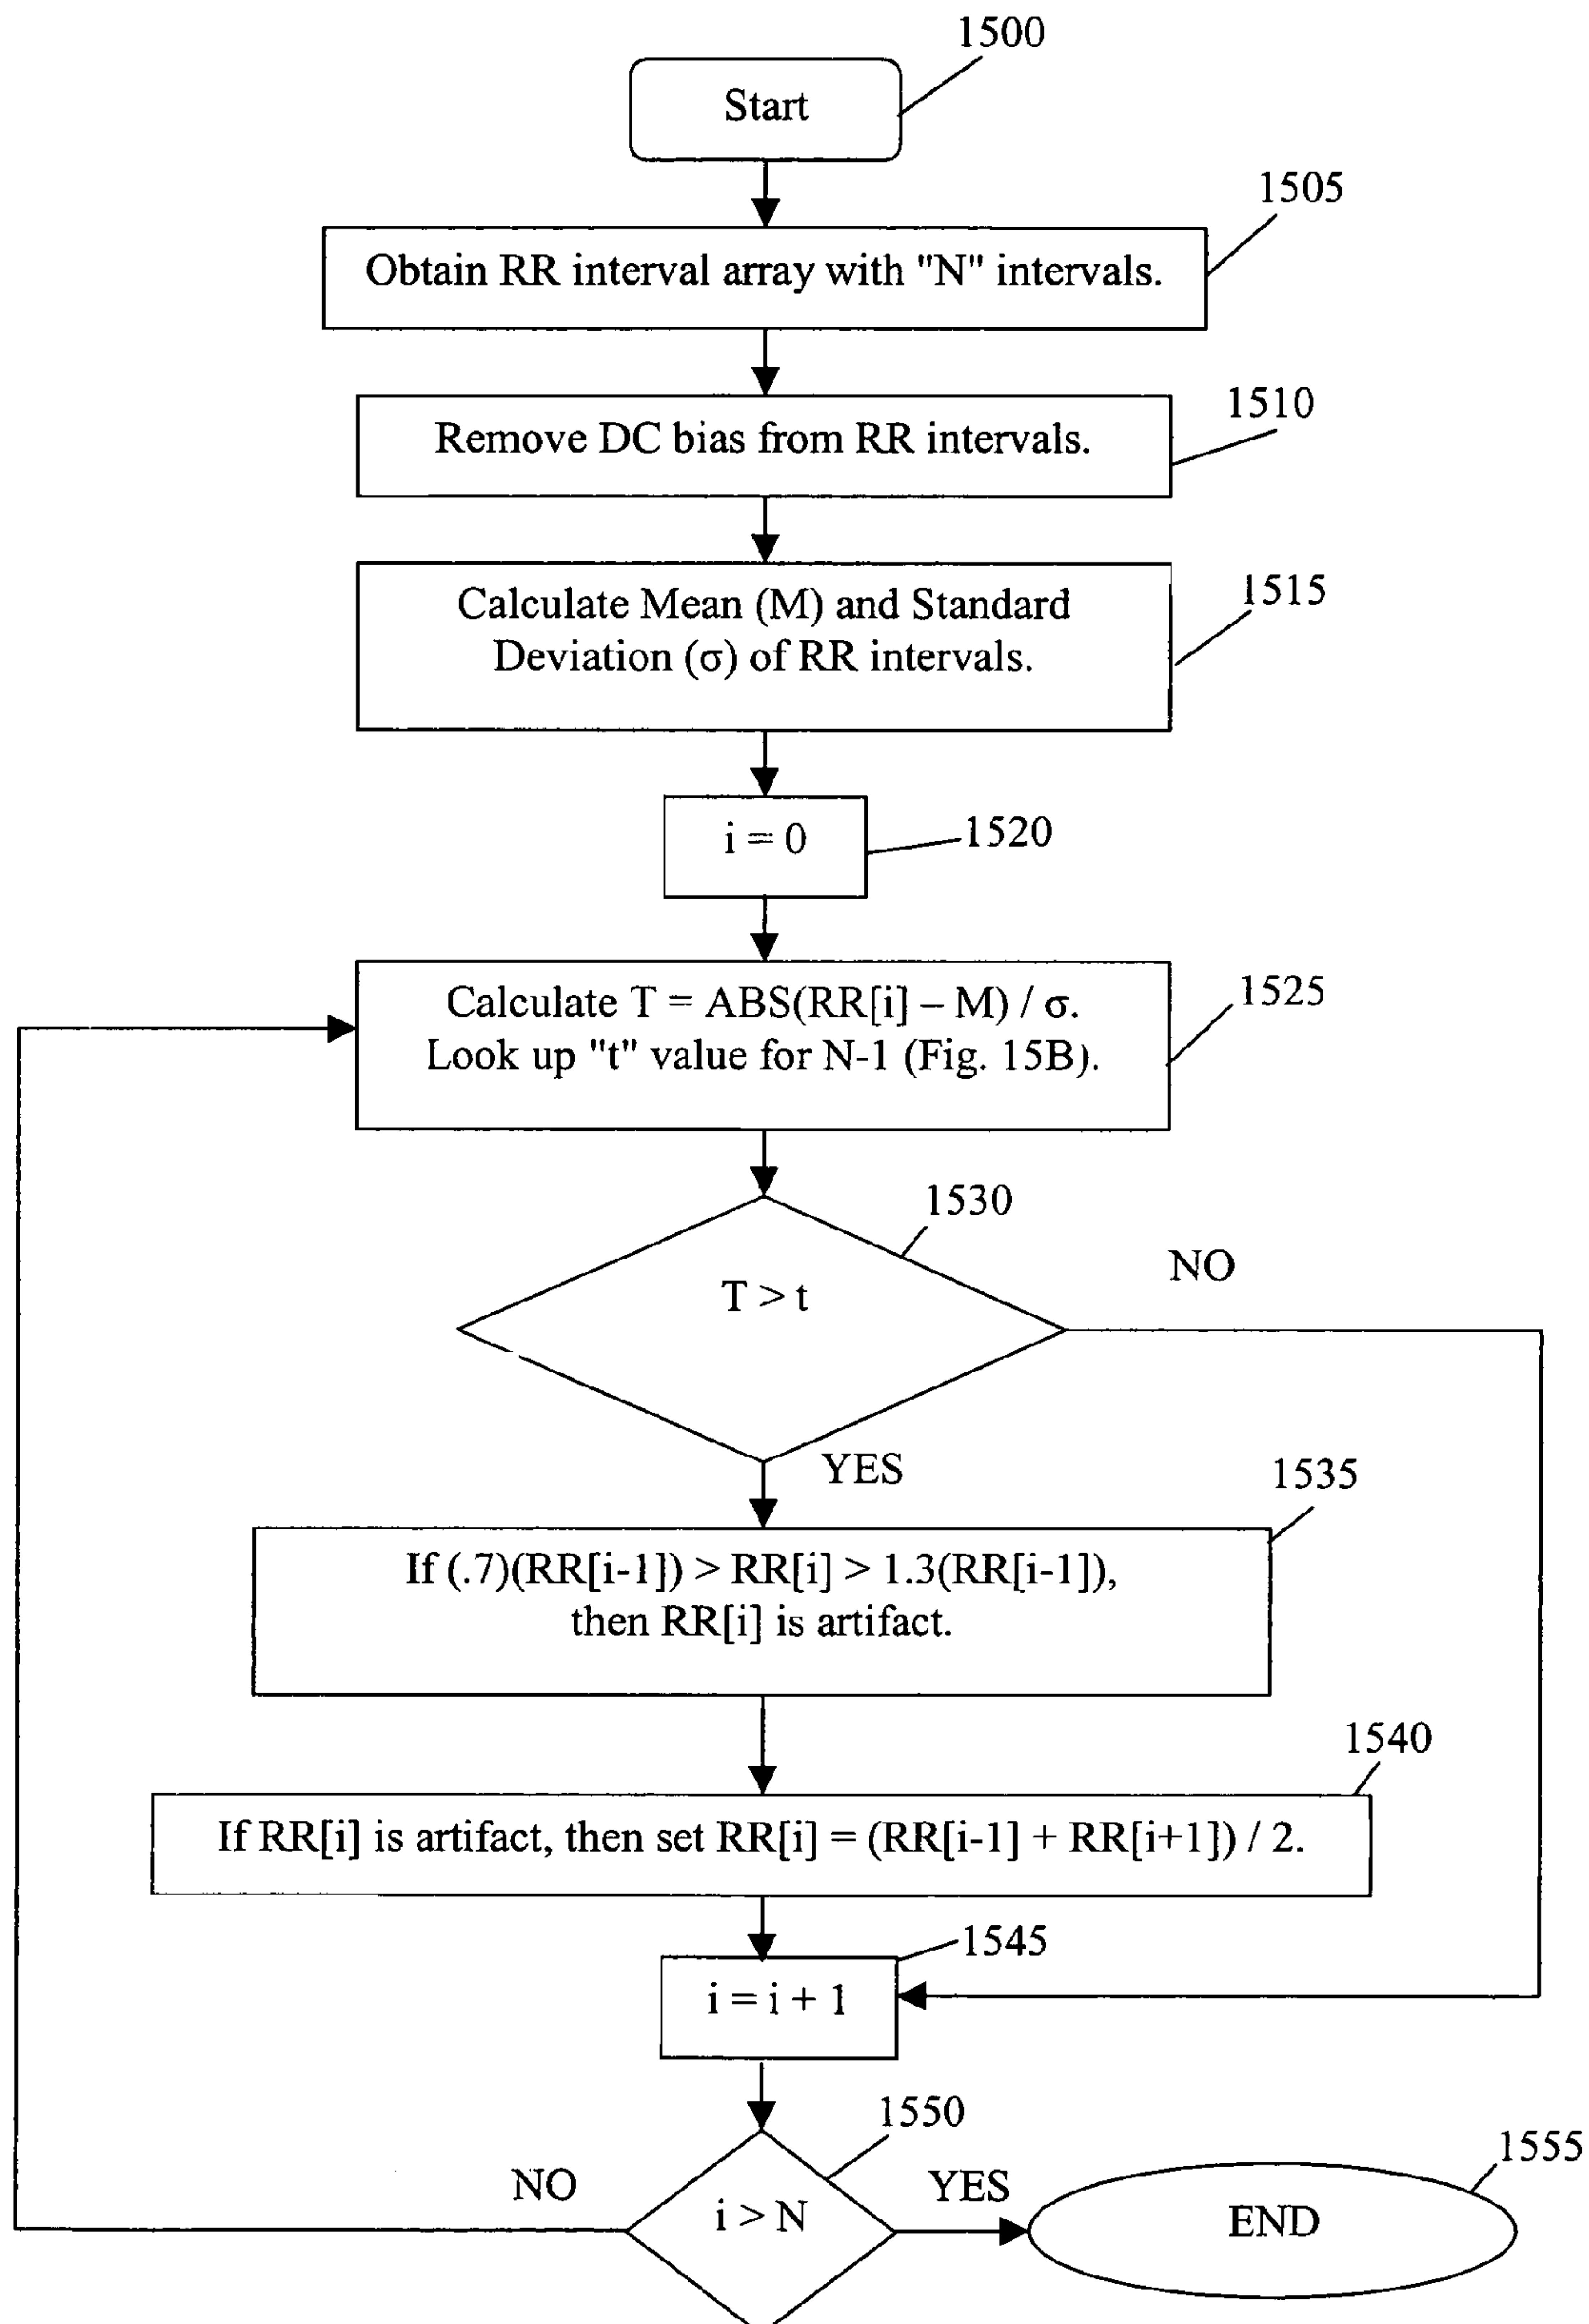 1500
Start
1505
Obtain RR interval array with "N" intervals.
1510
Remove DC bias from RR intervals.
1515
Calculate Mean (M) and Standard
Deviation (σ) of RR intervals.
i = 0
1520
Calculate T = ABS(RR[i] – M) / σ.
Look up "t" value for N-1 (Fig. 15B).
1525
1530
T > t
NO
YES
1535
If (.7)(RR[i-1]) > RR[i] > 1.3(RR[i-1]),
then RR[i] is artifact.
1540
If RR[i] is artifact, then set RR[i] = (RR[i-1] + RR[i+1]) / 2.
1545
i = i + 1
1550
NO
i > N
YES
1555
END